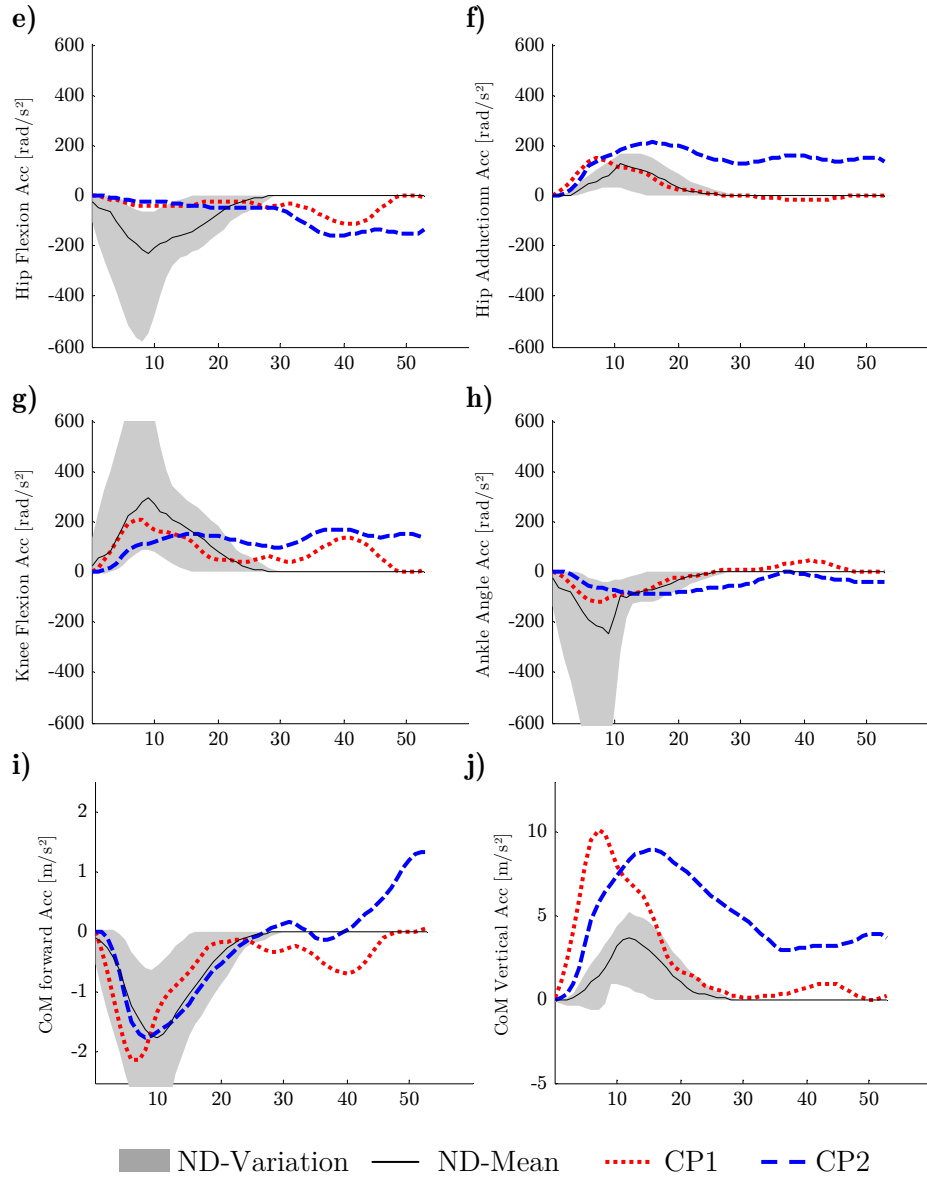 e)
f)
600
400
200
0
-200
-400
-600
Hip Flexion Acc [rad/s²]
10 20 30 40 50
600
400
200
0
-200
-400
-600
Hip Adductionn Acc [rad/s²]
10 20 30 40 50
g)
h)
600
400
200
0
-200
-400
-600
Knee Flexion Acc [rad/s²]
10 20 30 40 50
600
400
200
0
-200
-400
-600
Ankle Angle Acc [rad/s²]
10 20 30 40 50
i)
j)
2
1
0
-1
-2
CoM forward Acc [m/s²]
10 20 30 40 50
10
5
0
-5
CoM Vertical Acc [m/s²]
10 20 30 40 50
ND-Variation ND-Mean CP1 CP2